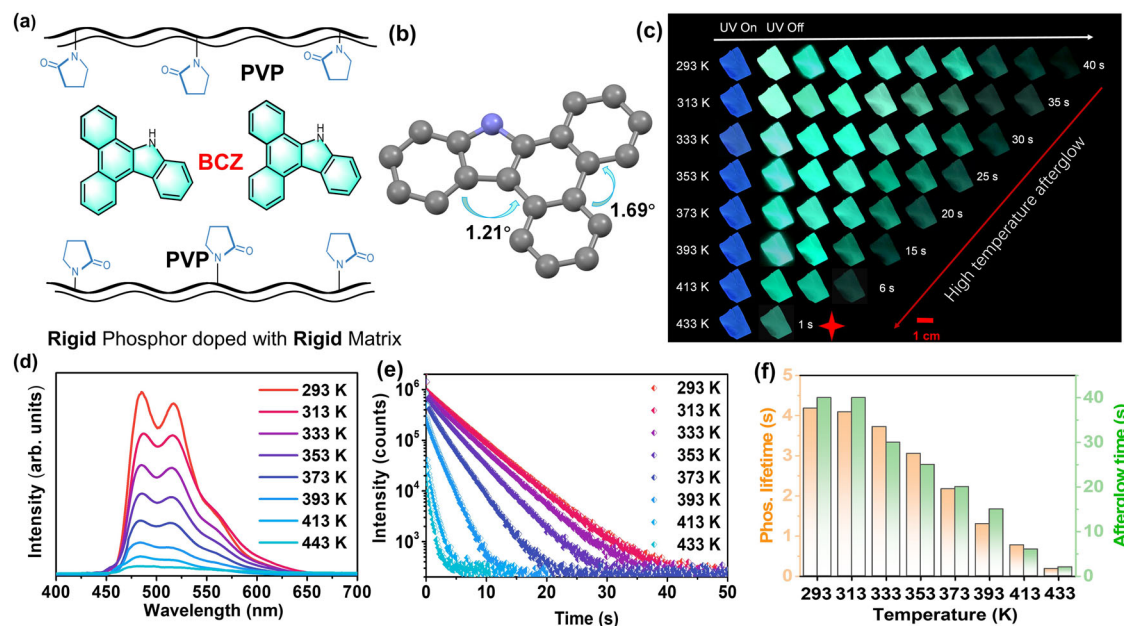 (a)
PVP
N
O
N
O
N
O
H
N
BCZ
H
N
N
O
PVP
N
O
N
O
Rigid Phosphor doped with Rigid Matrix
(b)
1.21°
1.69°
(c)
UV On UV Off
293 K
40 s
313 K
35 s
333 K
30 s
353 K
25 s
373 K
20 s
393 K
15 s
413 K
6 s
433 K
1 s
1 cm
High temperature afterglow
(d)
Intensity (arb. units)
293 K
313 K
333 K
353 K
373 K
393 K
413 K
443 K
400 450 500 550 600 650 700
Wavelength (nm)
(e)
Intensity (counts)
10⁶
10⁵
10⁴
10³
293 K
313 K
333 K
353 K
373 K
393 K
413 K
433 K
0 10 20 30 40 50
Time (s)
(f)
Phos. lifetime (s)
5
4
3
2
1
0
Afterglow time (s)
40
30
20
10
0
293 313 333 353 373 393 413 433
Temperature (K)